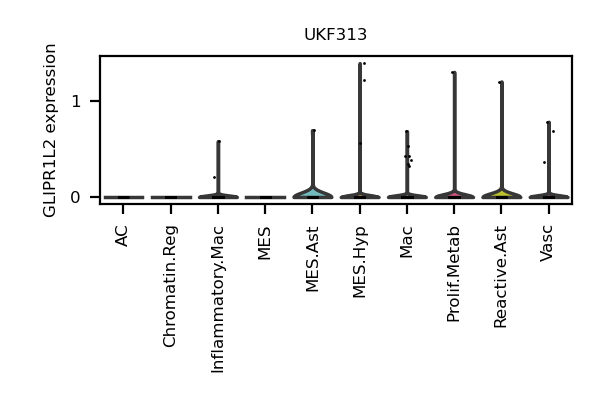 UKF313
GLIPR1L2 expression
1
0
AC
Chromatin.Reg
Inflammatory.Mac
MES
MES.Ast
MES.Hyp
Mac
Prolif.Metab
Reactive.Ast
Vasc